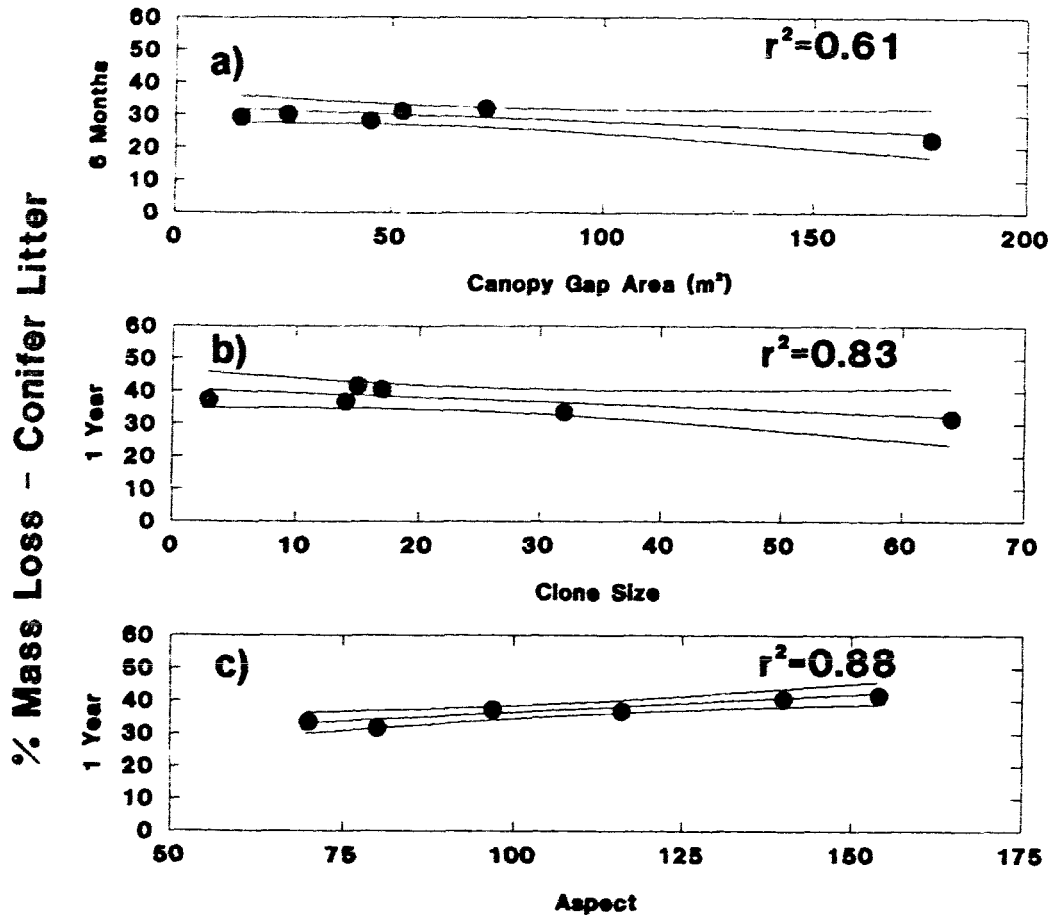 % Mass Loss - Conifer Litter
a)
r²=0.61
6 Months
60
50
40
30
20
10
0
0 50 100 150 200
Canopy Gap Area (m²)
b)
r²=0.83
1 Year
60
50
40
30
20
10
0
0 10 20 30 40 50 60 70
Clone Size
c)
r²=0.88
1 Year
60
50
40
30
20
10
0
50 75 100 125 150 175
Aspect